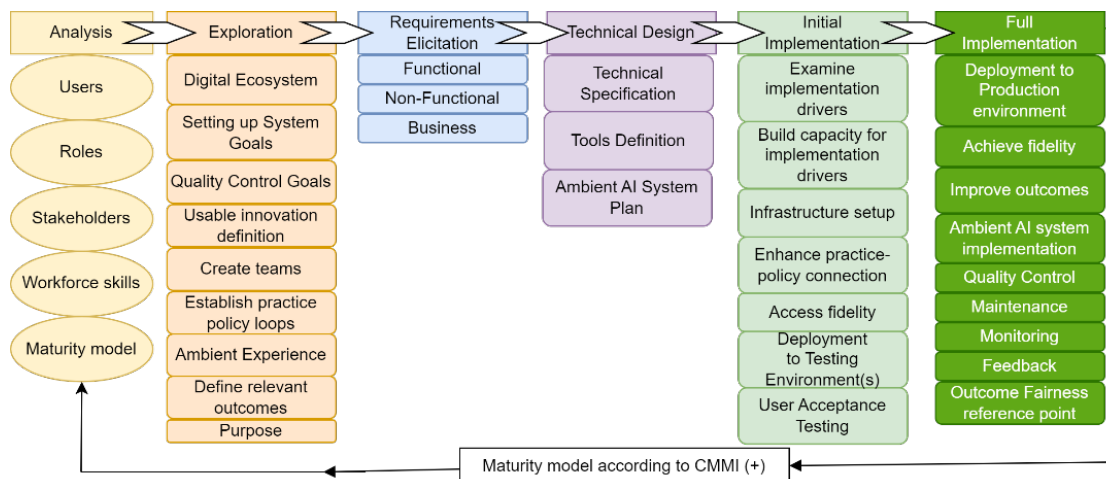 Analysis
Exploration
Requirements
Elicitation
Technical Design
Initial
Implementation
Full
Implementation
Users
Roles
Stakeholders
Workforce skills
Maturity model
Digital Ecosystem
Setting up System
Goals
Quality Control Goals
Usable innovation
definition
Create teams
Establish practice
policy loops
Ambient Experience
Define relevant
outcomes
Purpose
Functional
Non-Functional
Business
Technical
Specification
Tools Definition
Ambient AI System
Plan
Examine
implementation
drivers
Build capacity for
implementation
drivers
Infrastructure setup
Enhance practice-
policy connection
Access fidelity
Deployment
to Testing
Environment(s)
User Acceptance
Testing
Deployment to
Production
environment
Achieve fidelity
Improve outcomes
Ambient AI system
implementation
Quality Control
Maintenance
Monitoring
Feedback
Outcome Fairness
reference point
Maturity model according to CMMI (+)